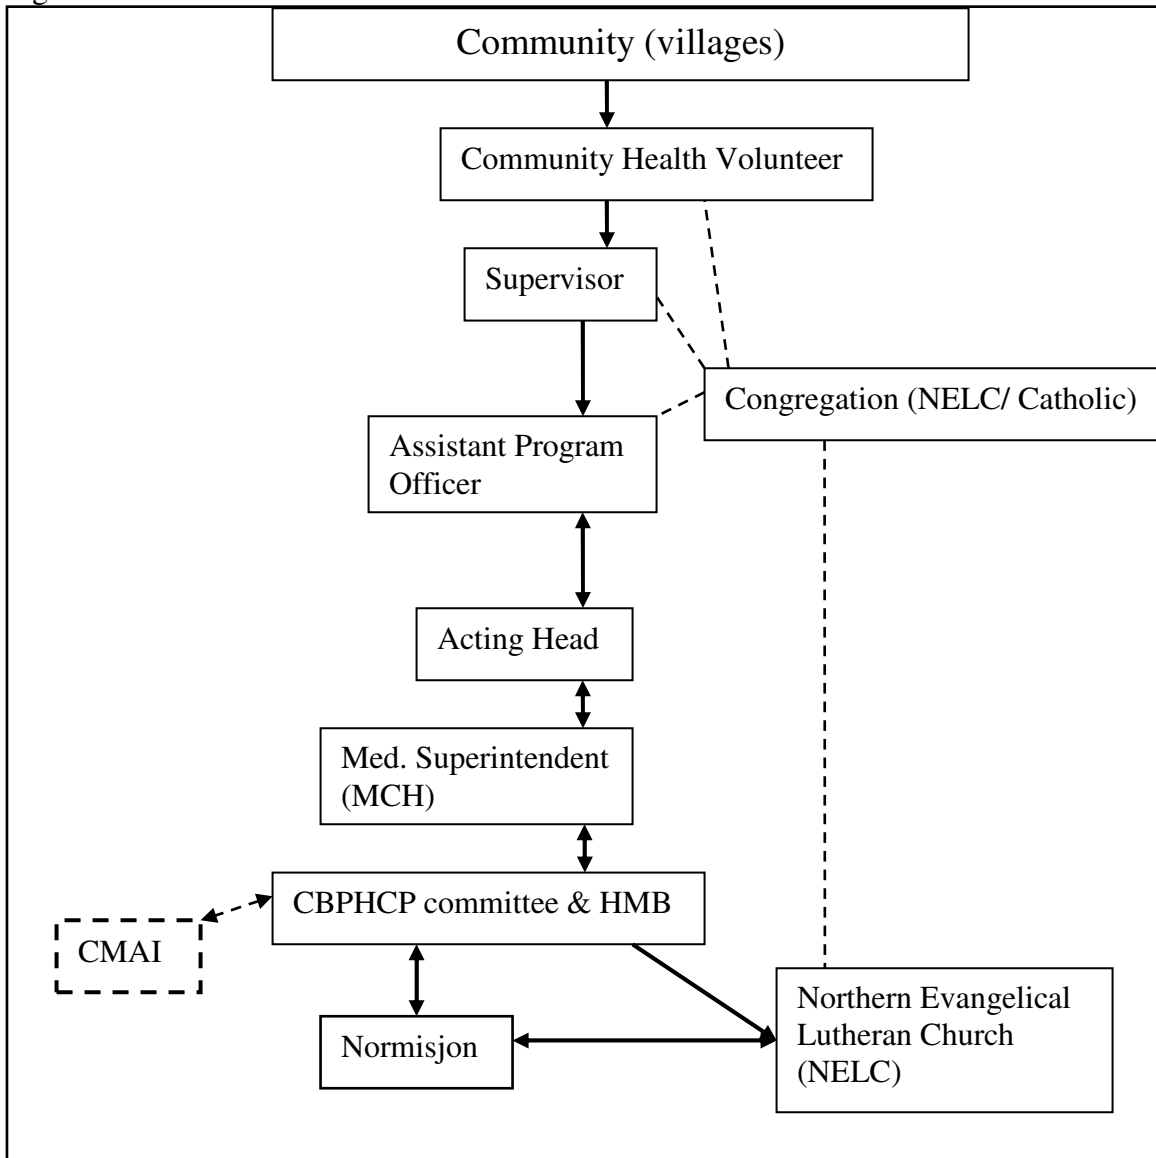 Community (villages)
Community Health Volunteer
Supervisor
Congregation (NELC/ Catholic)
Assistant Program
Officer
Acting Head
Med. Superintendent
(MCH)
CBPHCP committee & HMB
CMAI
Northern Evangelical
Lutheran Church
(NELC)
Normisjon